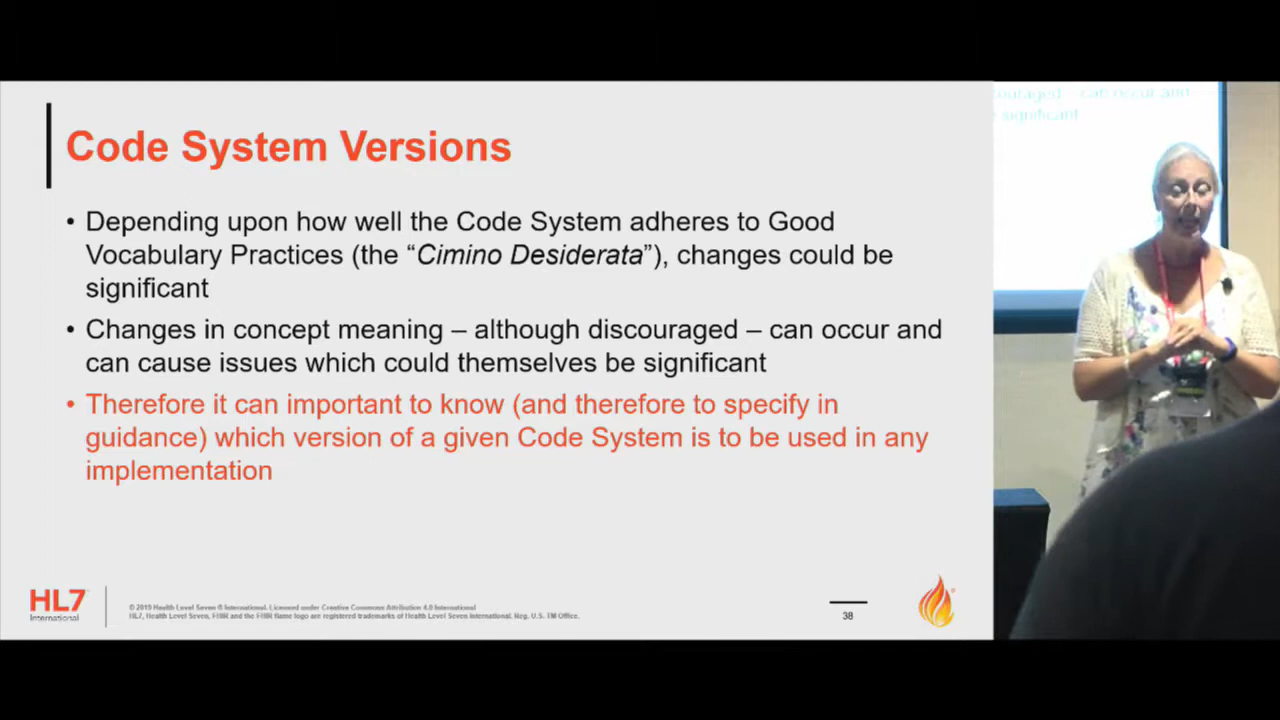 Code System Versions
• Depending upon how well the Code System adheres to Good
Vocabulary Practices (the “Cimino Desiderata”), changes could be
significant
• Changes in concept meaning – although discouraged – can occur and
can cause issues which could themselves be significant
• Therefore it can important to know (and therefore to specify in
guidance) which version of a given Code System is to be used in any
implementation
HL7
International
© 2019 Health Level Seven ® International. Licensed under Creative Commons Attribution 4.0 International
HL7, Health Level Seven, FHIR and the FHIR flame logo are registered trademarks of Health Level Seven International. Reg. U.S. TM Office.
38
couraged – can occur and
significant